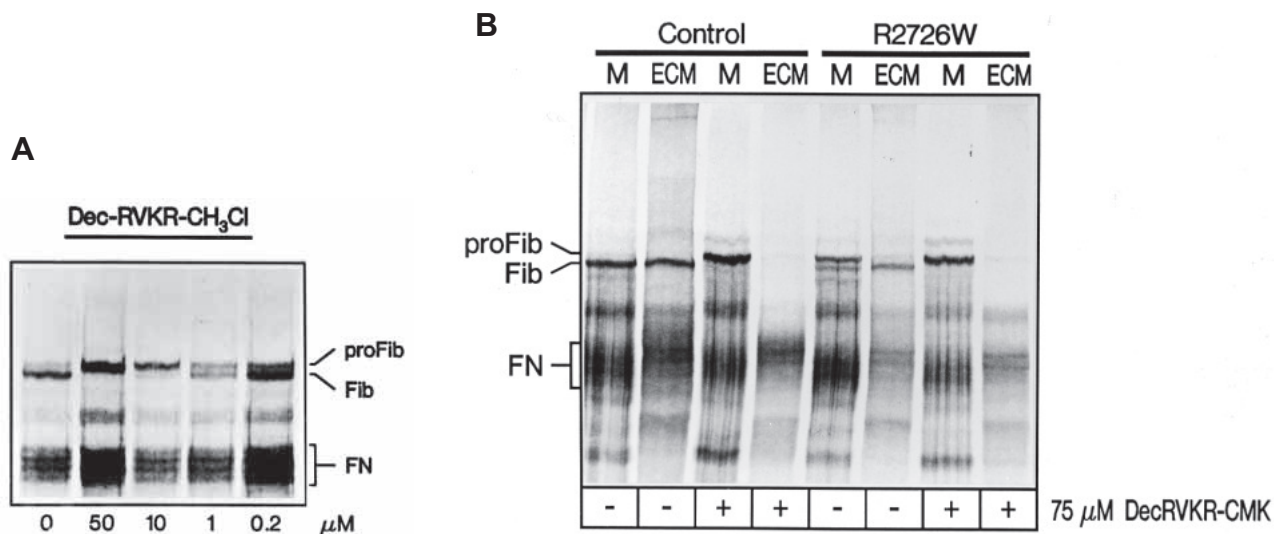 A
Dec-RVKR-CH3Cl
proFib
Fib
FN
0 50 10 1 0.2 μM
B
Control R2726W
M ECM M ECM M ECM M ECM
proFib
Fib
FN
- - + + - - + + 75 μM DecRVKR-CMK